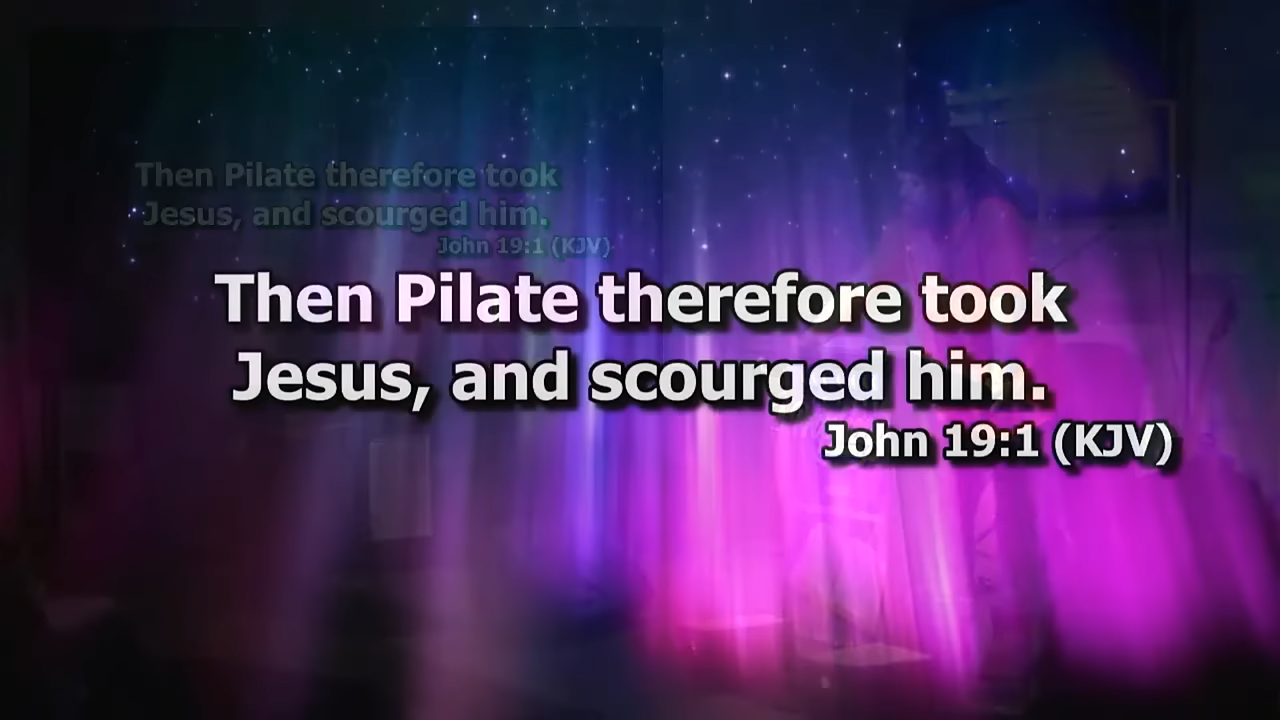 Then Pilate therefore took
Jesus, and scourged him.
John 19:1 (KJV)
Then Pilate therefore took
Jesus, and scourged him.
John 19:1 (KJV)